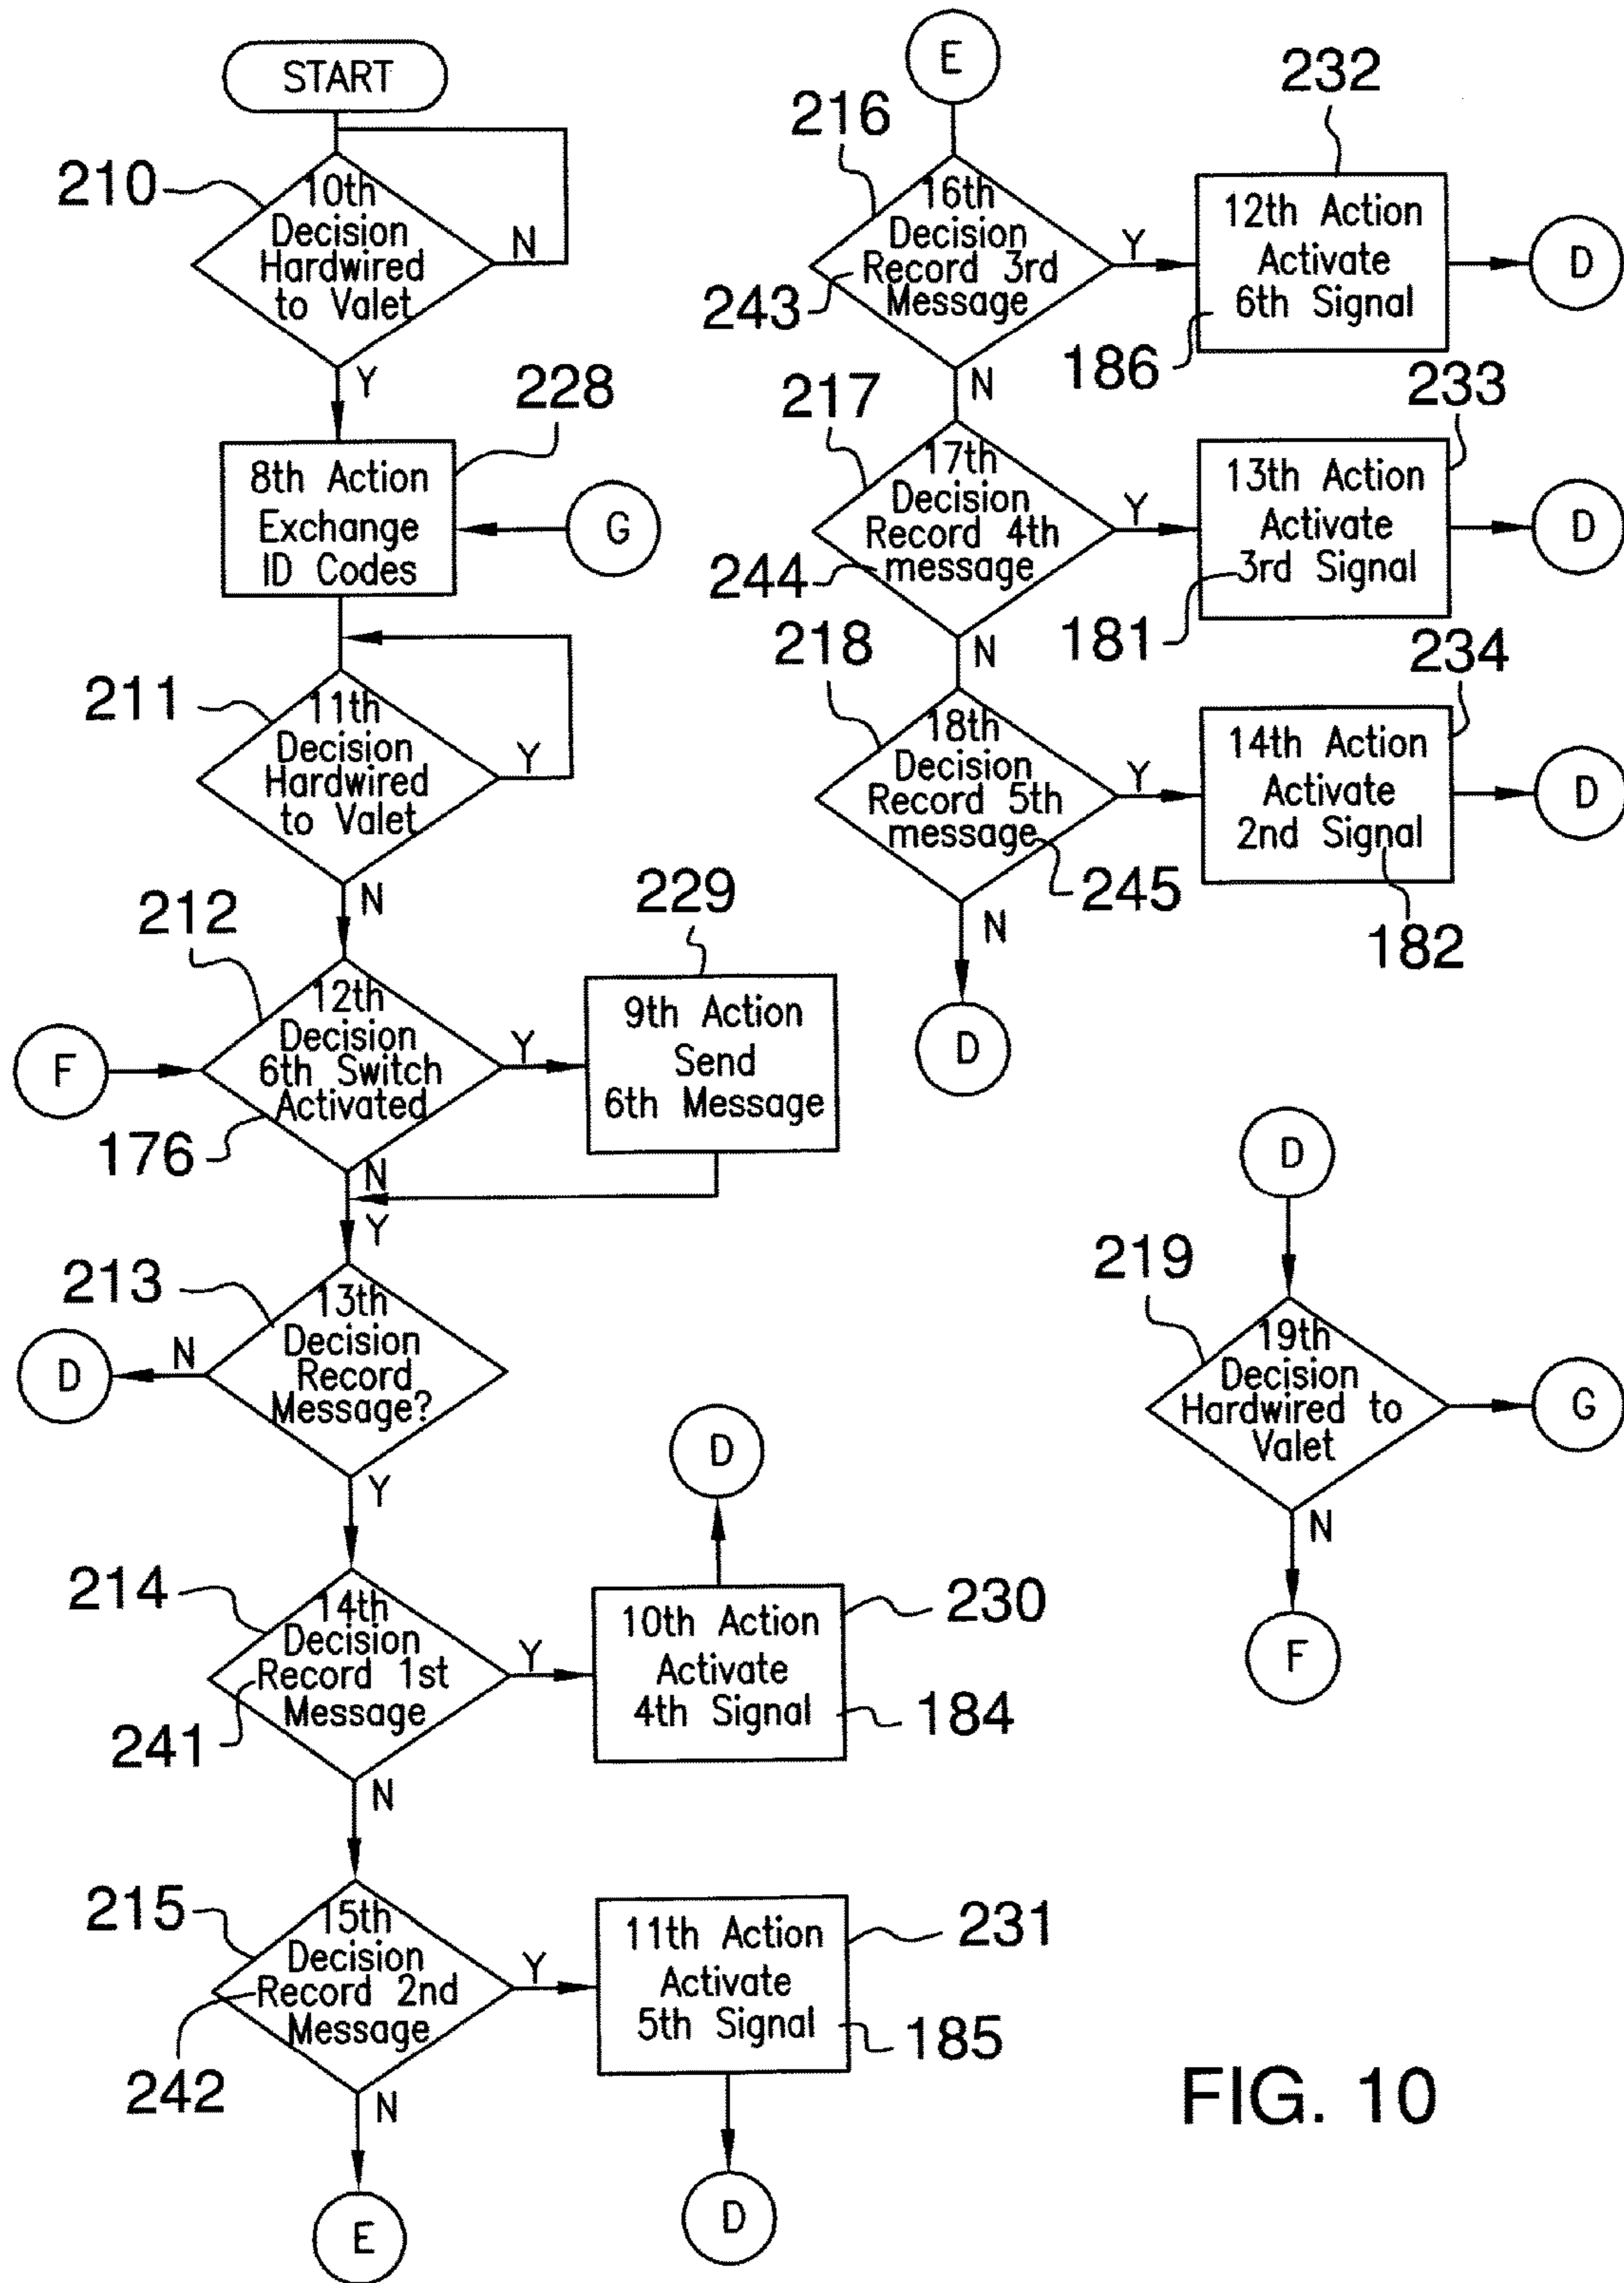 START
210
10th
Decision
Hardwired
to Valet
N
Y
228
8th Action
Exchange
ID Codes
G
211
11th
Decision
Hardwired
to Valet
Y
N
212
12th
Decision
6th Switch
Activated
F
176
Y
229
9th Action
Send
6th Message
N
Y
213
13th
Decision
Record
Message?
N
D
Y
214
14th
Decision
Record 1st
Message
241
Y
D
10th Action
Activate
4th Signal
230
184
N
215
15th
Decision
Record 2nd
Message
242
Y
11th Action
Activate
5th Signal
231
185
N
E
D
E
216
16th
Decision
Record 3rd
Message
243
Y
232
12th Action
Activate
6th Signal
186
D
N
217
17th
Decision
Record 4th
message
244
Y
233
13th Action
Activate
3rd Signal
181
D
N
218
18th
Decision
Record 5th
message
245
Y
234
14th Action
Activate
2nd Signal
182
D
N
D
D
219
19th
Decision
Hardwired to
Valet
G
N
F
FIG. 10